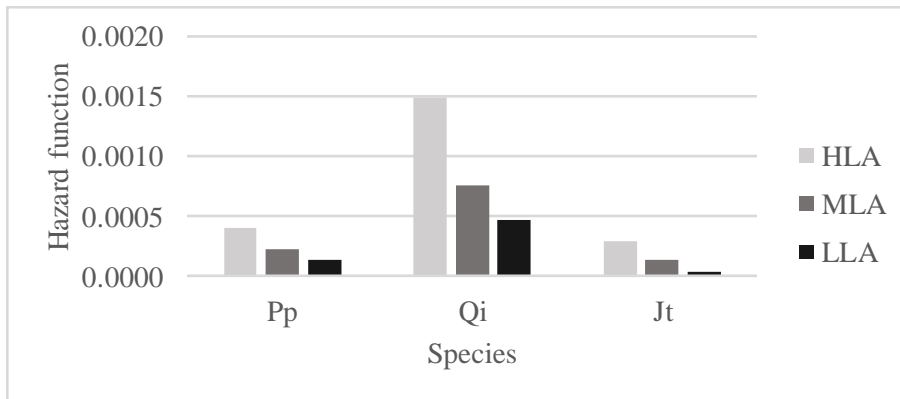 0.0020
0.0015
0.0010
0.0005
0.0000
Hazard function
Pp
Qi
Jt
Species
HLA
MLA
LLA